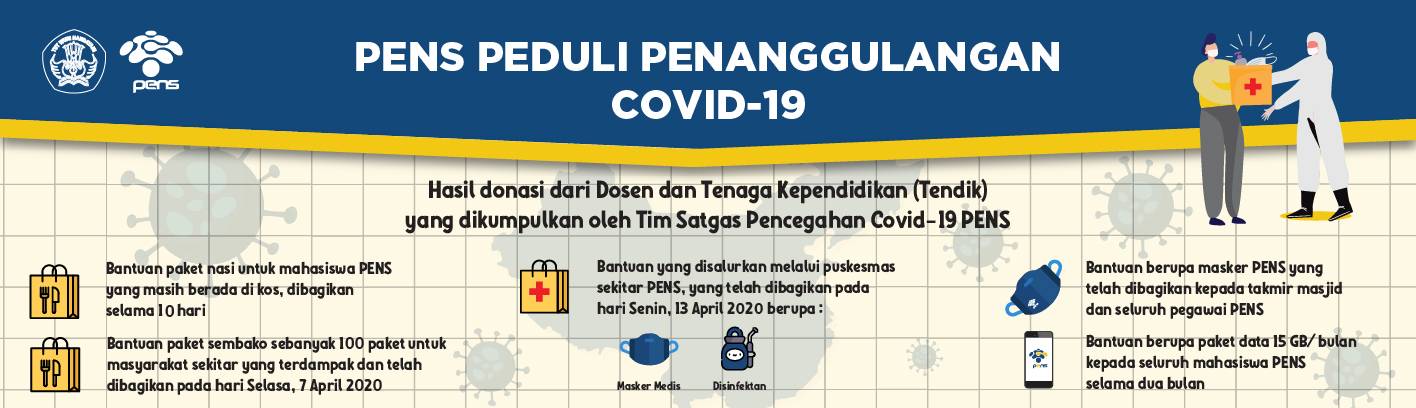 pens
PENS PEDULI PENANGGULANGAN
COVID-19
Hasil donasi dari Dosen dan Tenaga Kependidikan (Tendik)
yang dikumpulkan oleh Tim Satgas Pencegahan Covid-19 PENS
Bantuan paket nasi untuk mahasiswa PENS
yang masih berada di kos, dibagikan
selama 10 hari
Bantuan paket sembako sebanyak 100 paket untuk
masyarakat sekitar yang terdampak dan telah
dibagikan pada hari Selasa, 7 April 2020
Bantuan yang disalurkan melalui puskesmas
sekitar PENS, yang telah dibagikan pada
hari Senin, 13 April 2020 berupa :
Masker Medis
Disinfektan
Bantuan berupa masker PENS yang
telah dibagikan kepada takmir masjid
dan seluruh pegawai PENS
pens
Bantuan berupa paket data 15 GB/bulan
kepada seluruh mahasiswa PENS
selama dua bulan